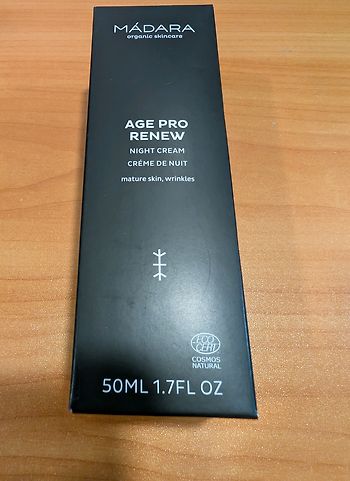 MÁDARA
organic skincare
AGE PRO
RENEW
NIGHT CREAM
CRÉME DE NUIT
mature skin, wrinkles
ECO
CERT
COSMOS
NATURAL
50ML 1.7FL OZ